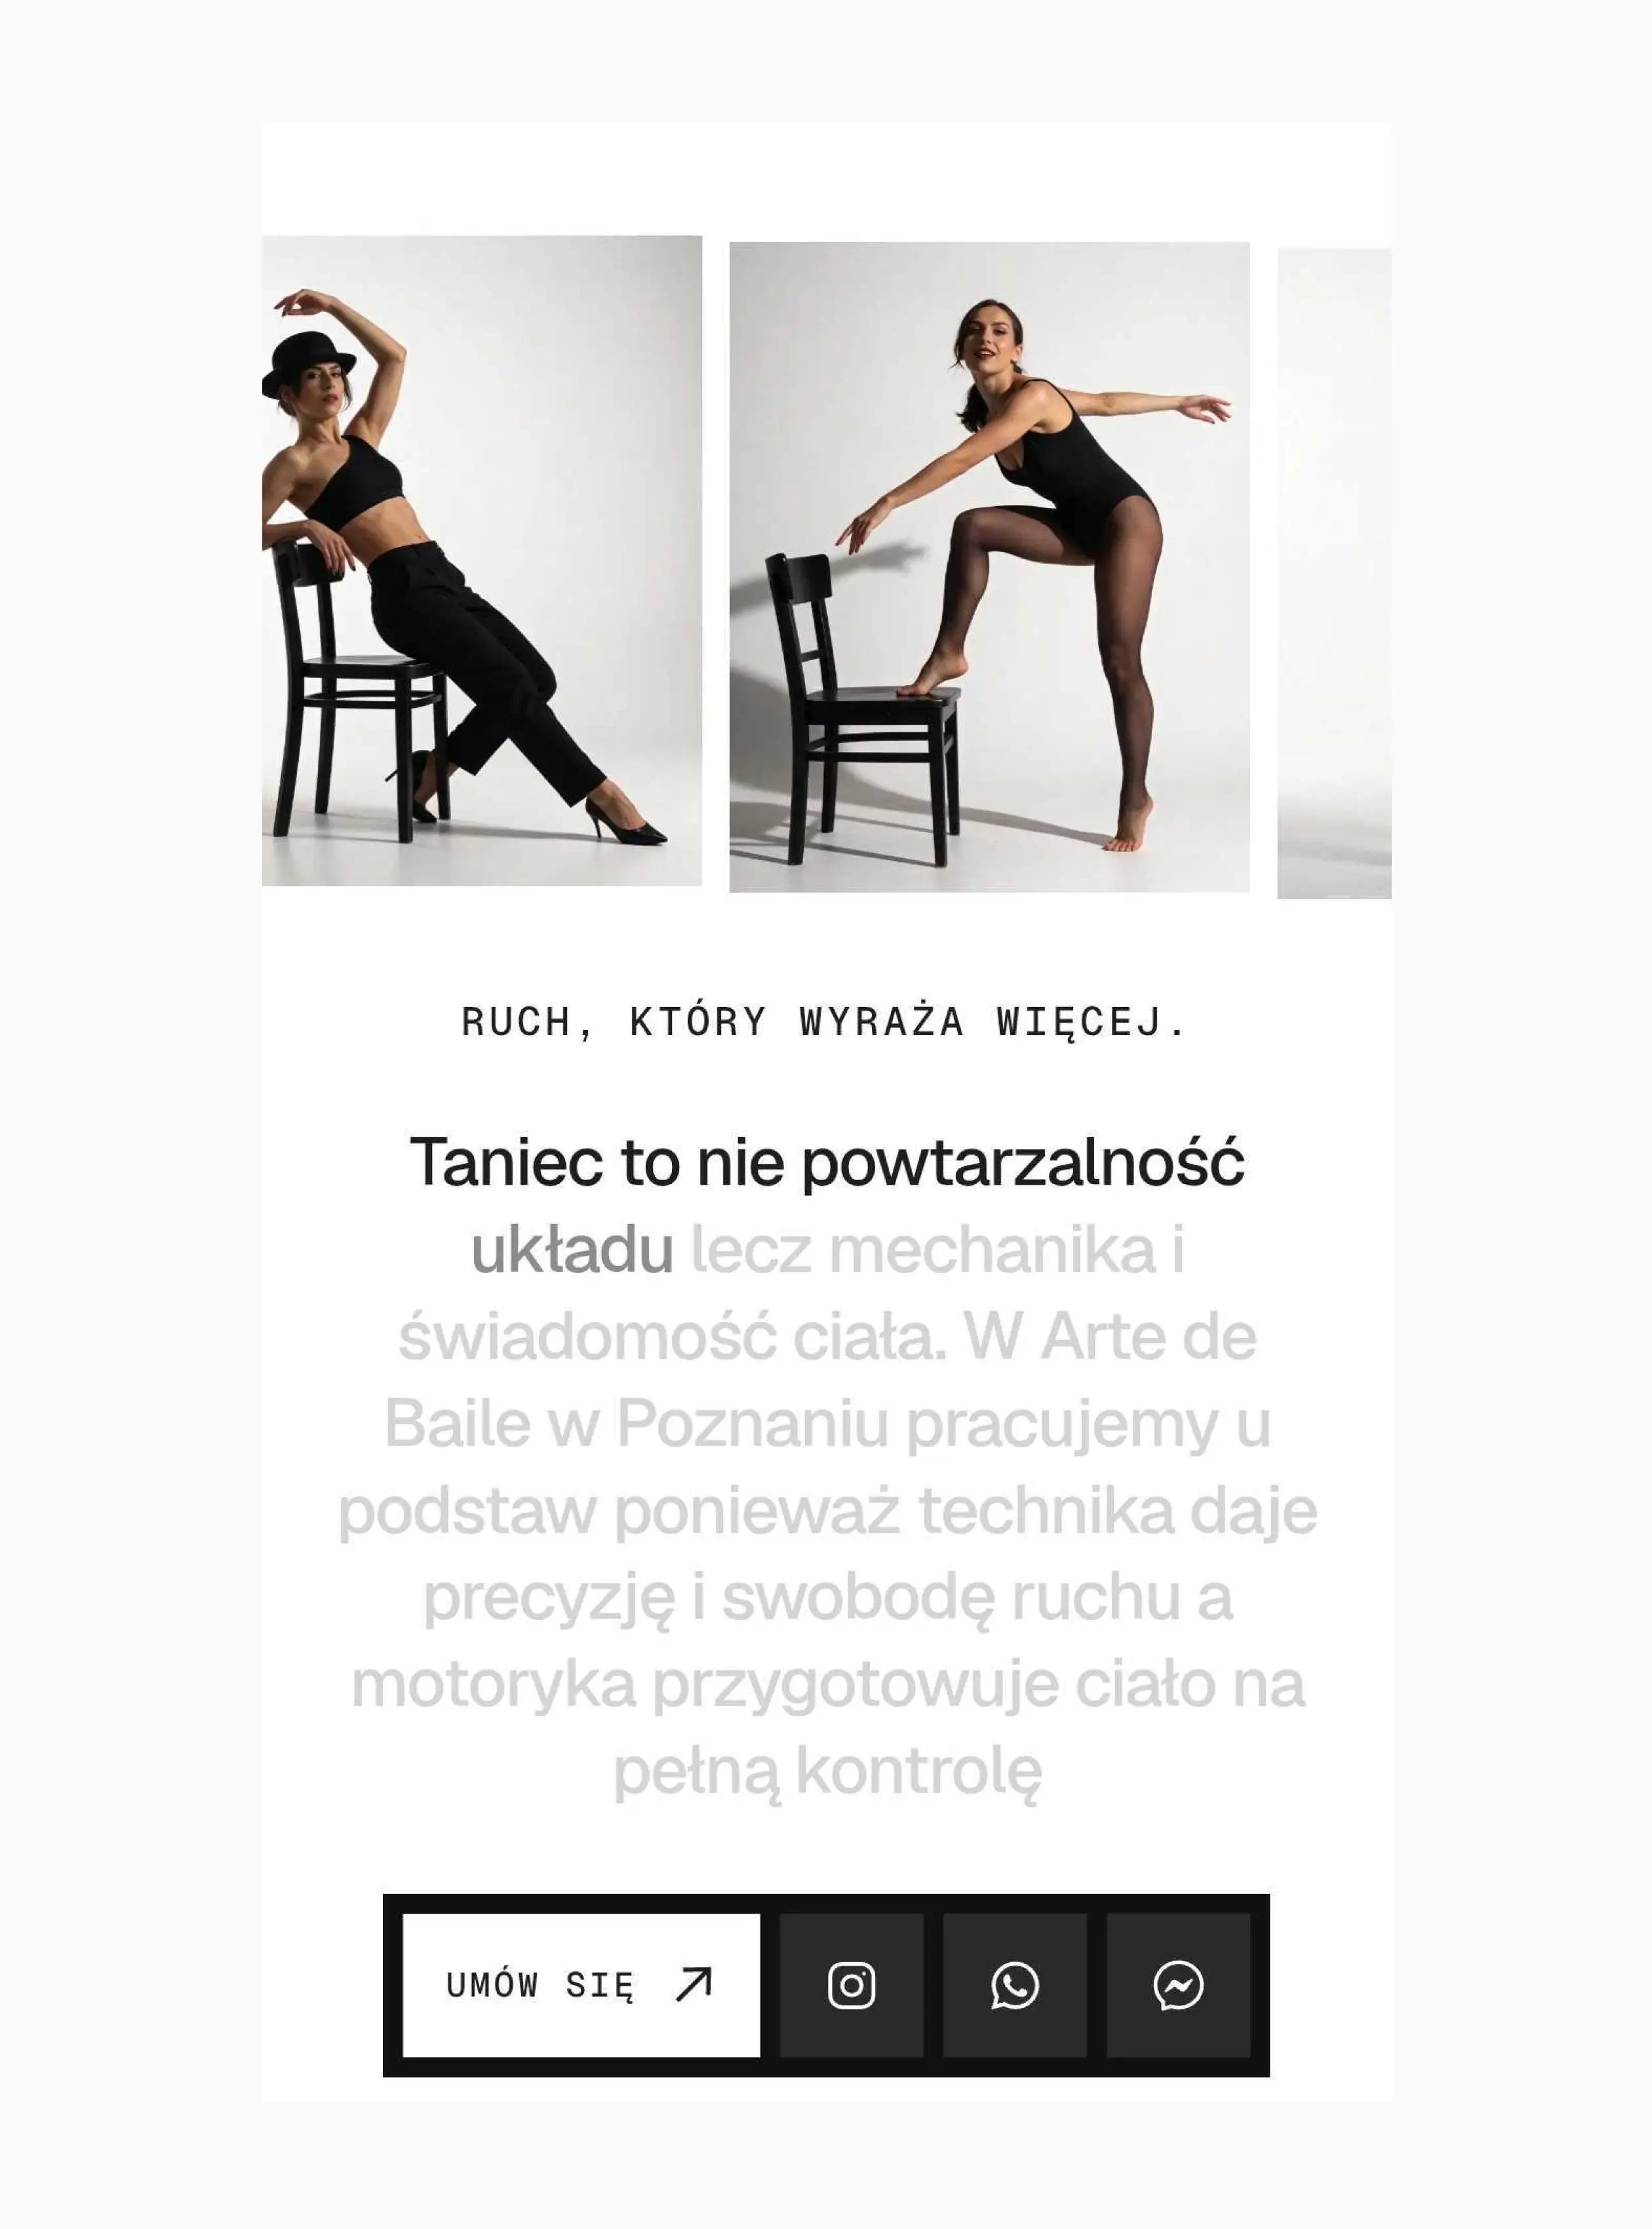 RUCH, KTÓRY WYRAŻA WIĘCEJ.
Taniec to nie powtarzalność
układu lecz mechanika i
świadomość ciała. W Arte de
Baile w Poznaniu pracujemy u
podstaw ponieważ technika daje
precyzję i swobodę ruchu a
motoryka przygotowuje ciało na
pełną kontrolę
UMÓW SIĘ